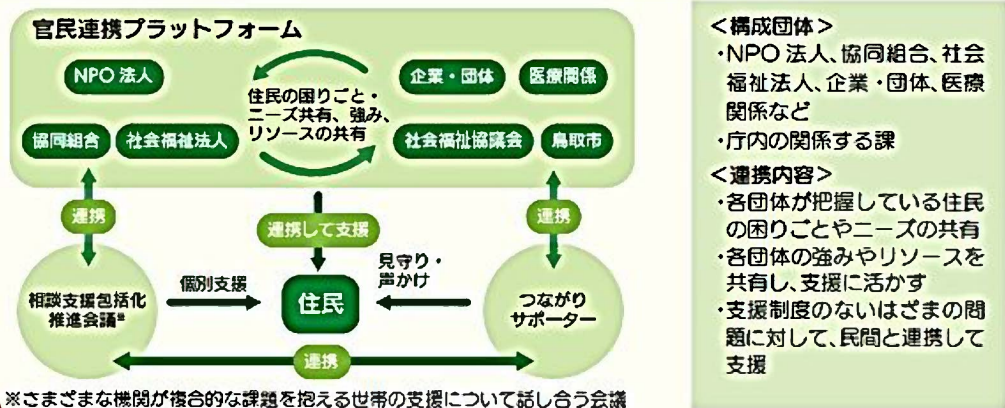 官民連携プラットフォーム
NPO 法人
協同組合
社会福祉法人
住民の困りごと・
ニーズ共有、強み、
リソースの共有
企業・団体
医療関係
社会福祉協議会
鳥取市
連携
連携して支援
連携
相談支援包括化
推進会議※
個別支援
住民
見守り・
声かけ
つながり
サポーター
連携
※さまざまな機関が複合的な課題を抱える世帯の支援について話し合う会議
<構成団体>
・NPO 法人、協同組合、社会
福祉法人、企業・団体、医療
関係など
・庁内の関係する課
<連携内容>
・各団体が把握している住民
の困りごとやニーズの共有
・各団体の強みやリソースを
共有し、支援に活かす
・支援制度のないはざまの問
題に対して、民間と連携して
支援